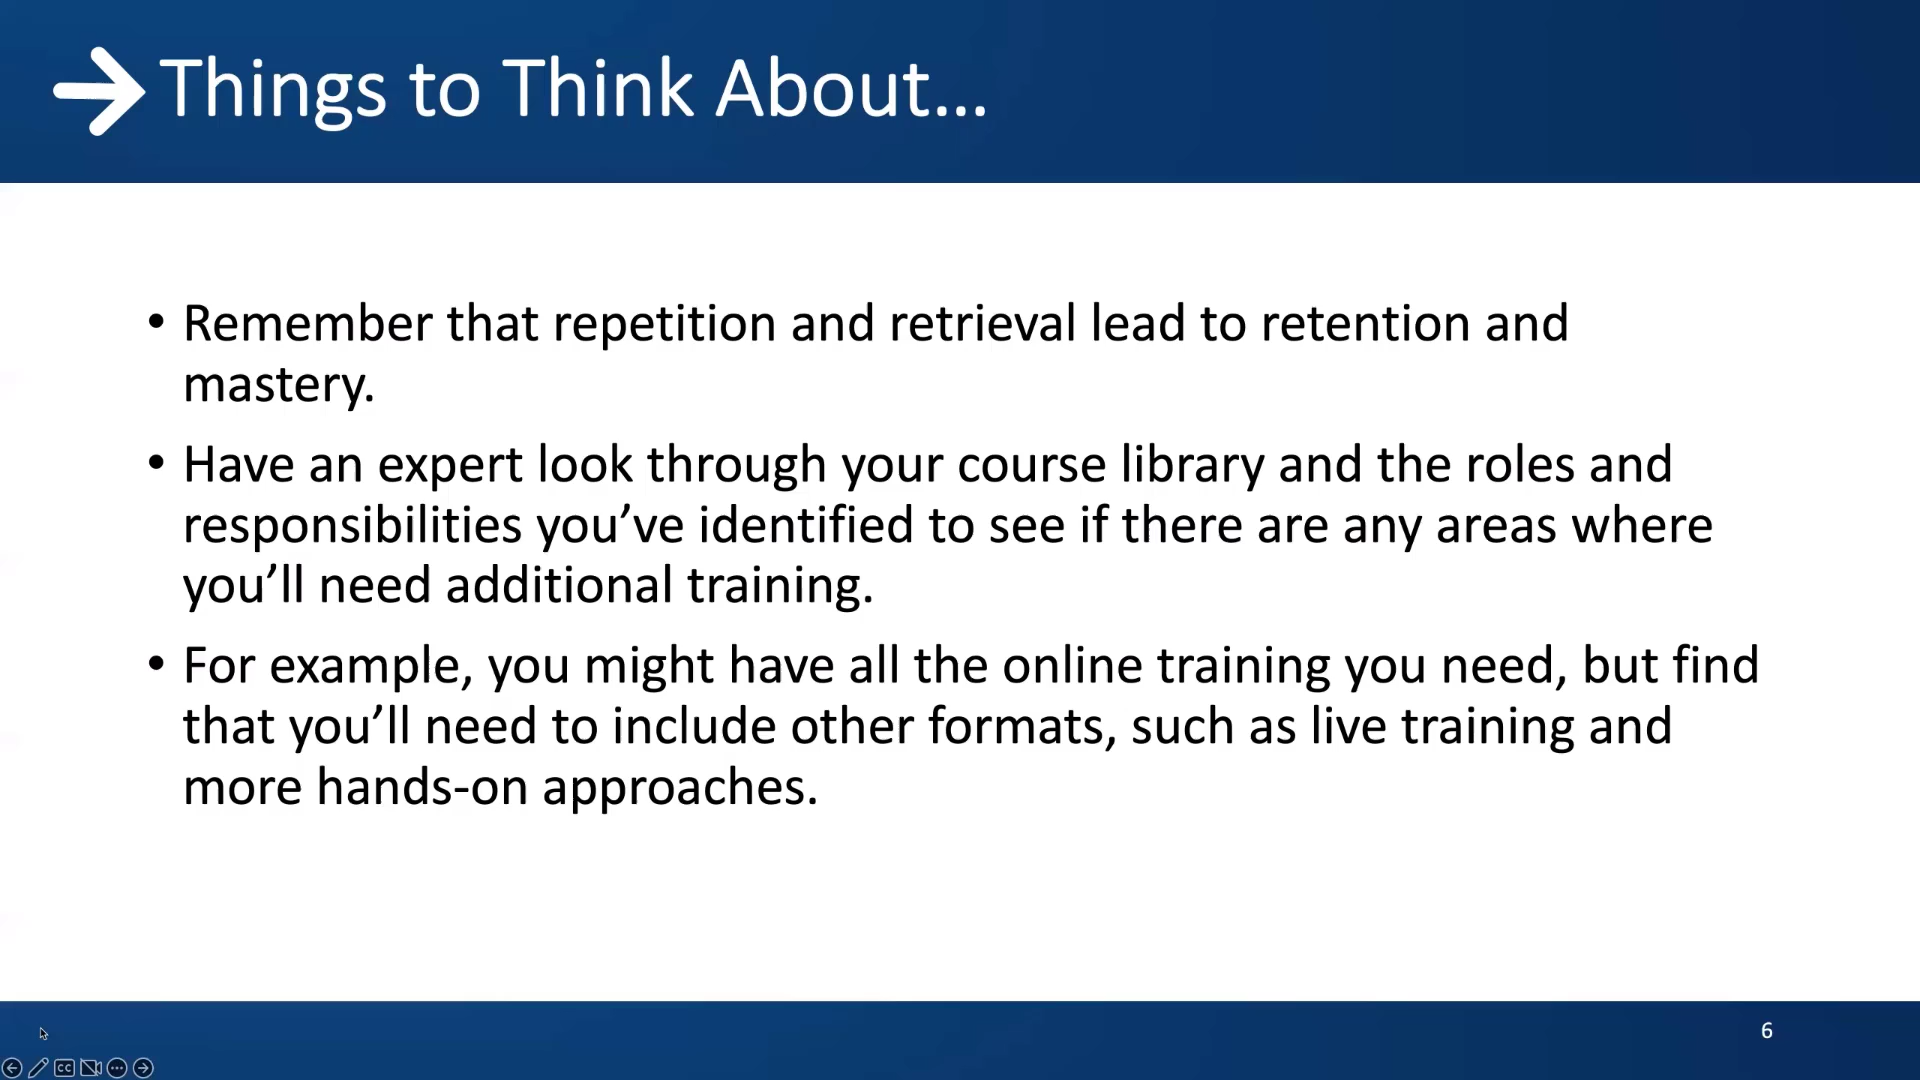 Things to Think About...
• Remember that repetition and retrieval lead to retention and
mastery.
• Have an expert look through your course library and the roles and
responsibilities you’ve identified to see if there are any areas where
you’ll need additional training.
• For example, you might have all the online training you need, but find
that you’ll need to include other formats, such as live training and
more hands-on approaches.
6
CC